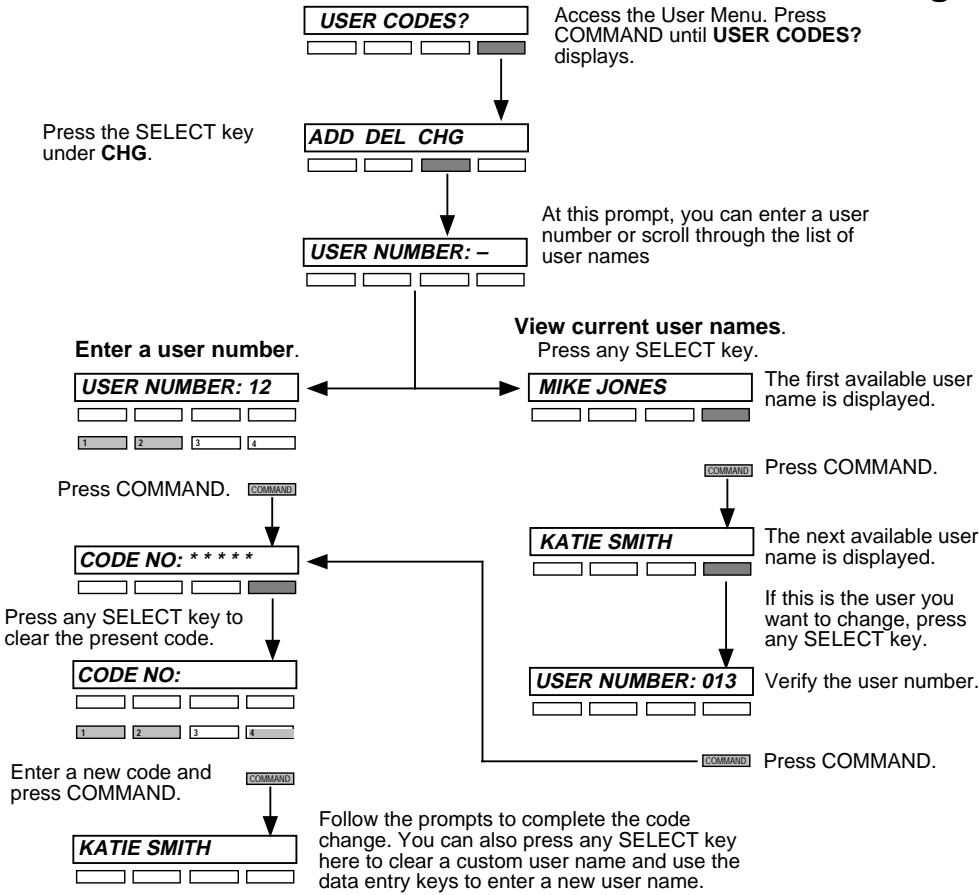 USER CODES?
Access the User Menu. Press
COMMAND until USER CODES?
displays.
Press the SELECT key
under CHG.
ADD DEL CHG
At this prompt, you can enter a user
number or scroll through the list of
user names
USER NUMBER: –
Enter a user number.
View current user names.
Press any SELECT key.
USER NUMBER: 12
1 2 3 4
MIKE JONES
The first available user
name is displayed.
Press COMMAND.
COMMAND
COMMAND
Press COMMAND.
CODE NO: * * * * *
KATIE SMITH
The next available user
name is displayed.
Press any SELECT key to
clear the present code.
If this is the user you
want to change, press
any SELECT key.
CODE NO:
1 2 3 4
USER NUMBER: 013
Verify the user number.
COMMAND
Press COMMAND.
Enter a new code and
press COMMAND.
COMMAND
KATIE SMITH
Follow the prompts to complete the code
change. You can also press any SELECT key
here to clear a custom user name and use the
data entry keys to enter a new user name.